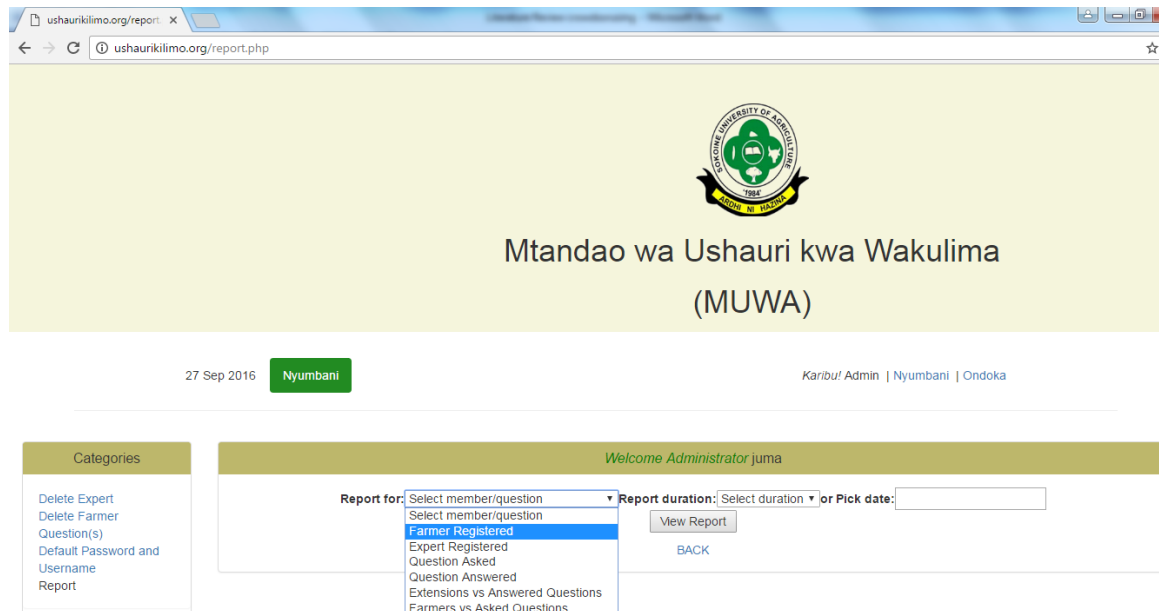 ushaurikilimo.org/report.
ushaurikilimo.org/report.php
SOKOINE UNIVERSITY OF AGRICULTURE
'1984'
ARDHI NI HAZINA
Mtandao wa Ushauri kwa Wakulima
(MUWA)
27 Sep 2016 Nyumbani Karibu! Admin | Nyumbani | Ondoka
Categories
Delete Expert
Delete Farmer
Question(s)
Default Password and
Username
Report
Welcome Administrator juma
Report for: Select member/question Report duration: Select duration or Pick date:
Select member/question
Farmer Registered
Expert Registered
Question Asked
Question Answered
Extensions vs Answered Questions
Farmers vs Asked Questions
View Report
BACK